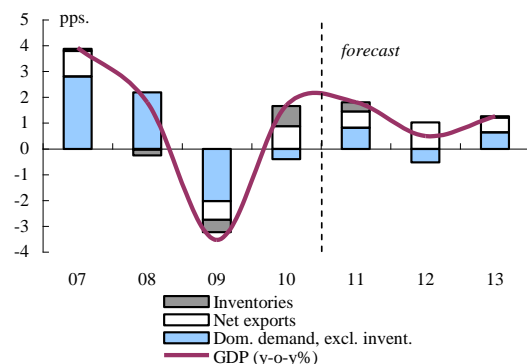 pps.
forecast
5
4
3
2
1
0
-1
-2
-3
-4
07 08 09 10 11 12 13
Inventories
Net exports
Dom. demand, excl. invent.
GDP (y-o-y%)